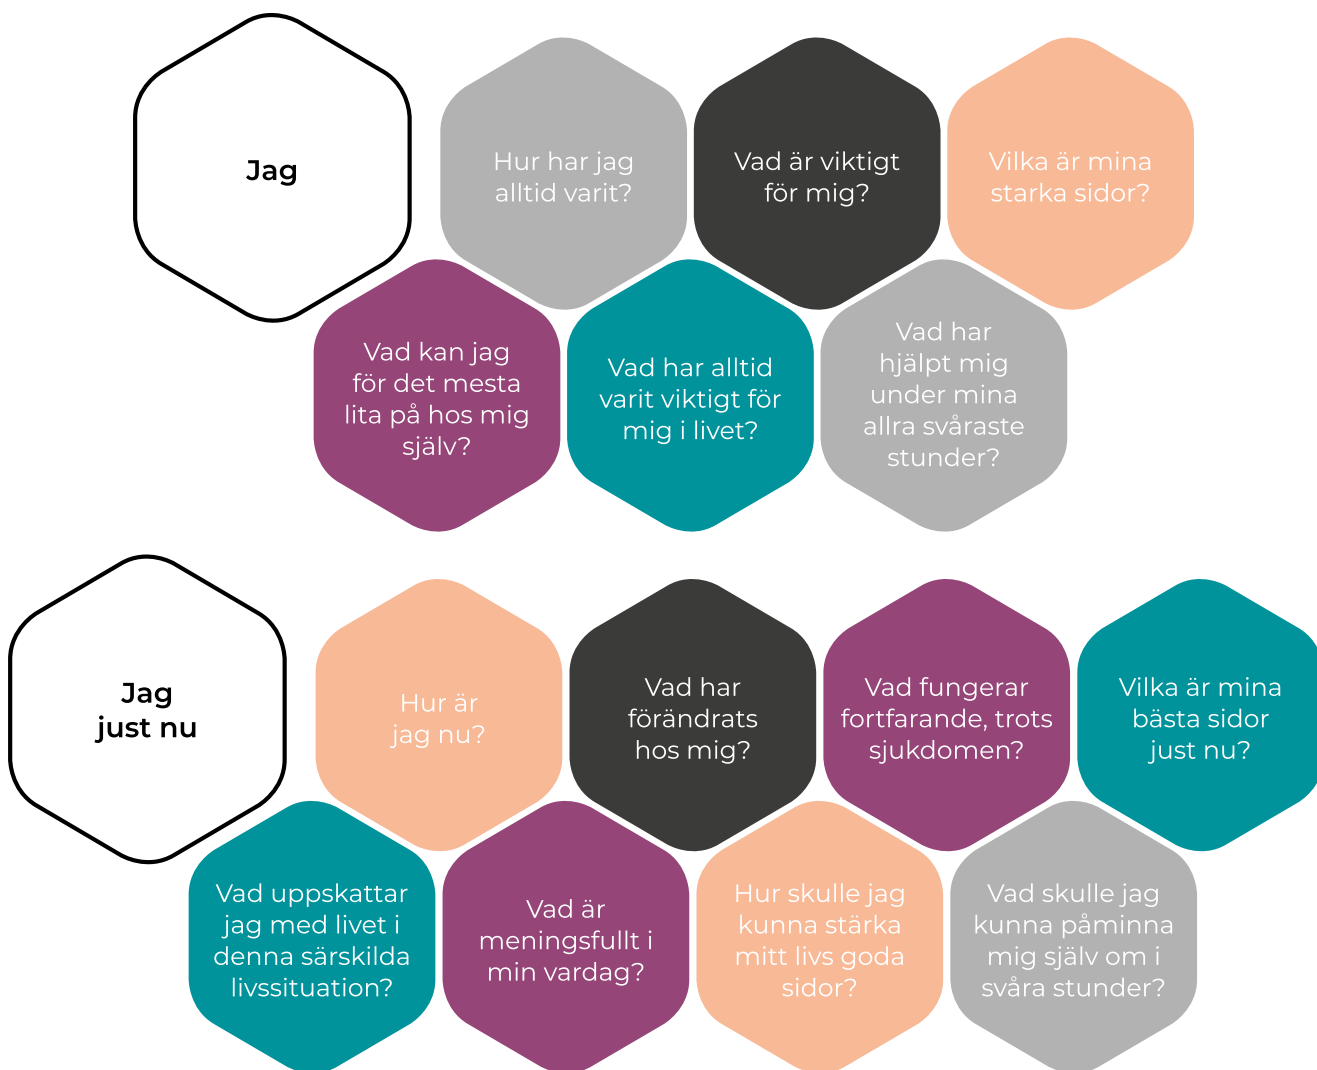 Jag
Hur har jag
alltid varit?
Vad är viktigt
för mig?
Vilka är mina
starka sidor?
Vad kan jag
för det mesta
lita på hos mig
själv?
Vad har alltid
varit viktigt för
mig i livet?
Vad har
hjälpt mig
under mina
allra svåraste
stunder?
Jag
just nu
Hur är
jag nu?
Vad har
förändrats
hos mig?
Vad fungerar
fortfarande, trots
sjukdomen?
Vilka är mina
bästa sidor
just nu?
Vad uppskattar
jag med livet i
denna särskilda
livssituation?
Vad är
meningsfullt i
min vardag?
Hur skulle jag
kunna stärka
mitt livs goda
sidor?
Vad skulle jag
kunna påminna
mig själv om i
svåra stunder?